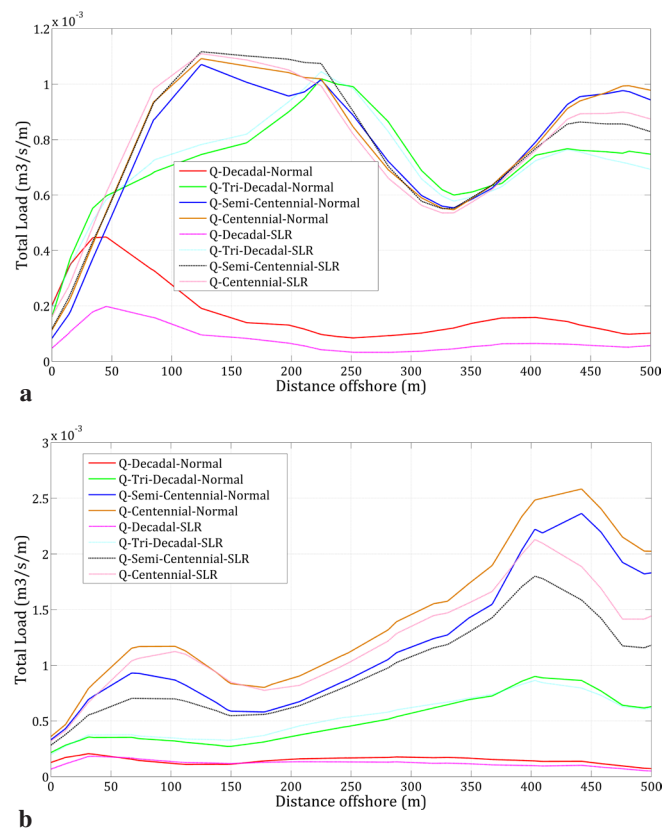 x 10⁻³
1.2
1
0.8
0.6
0.4
0.2
0
Total Load (m3/s/m)
Q-Decadal-Normal
Q-Tri-Decadal-Normal
Q-Semi-Centennial-Normal
Q-Centennial-Normal
Q-Decadal-SLR
Q-Tri-Decadal-SLR
Q-Semi-Centennial-SLR
Q-Centennial-SLR
0 50 100 150 200 250 300 350 400 450 500
Distance offshore (m)
a
x 10⁻³
3
2.5
2
1.5
1
0.5
0
Total Load (m3/s/m)
Q-Decadal-Normal
Q-Tri-Decadal-Normal
Q-Semi-Centennial-Normal
Q-Centennial-Normal
Q-Decadal-SLR
Q-Tri-Decadal-SLR
Q-Semi-Centennial-SLR
Q-Centennial-SLR
0 50 100 150 200 250 300 350 400 450 500
Distance offshore (m)
b